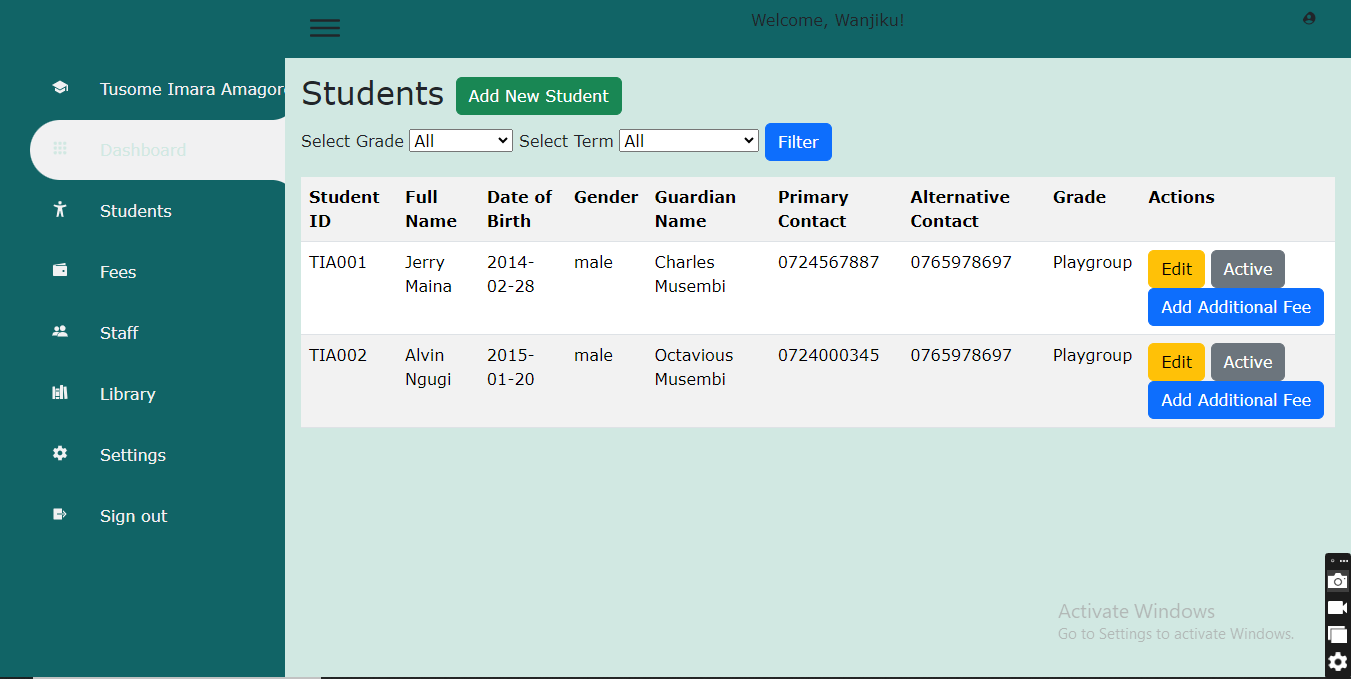 Welcome, Wanjiku!
Tusome Imara Amagor
Dashboard
Students
Fees
Staff
Library
Settings
Sign out
Students Add New Student
Select Grade All Select Term All Filter
Student Full Date of Gender Guardian Primary Alternative Grade Actions
ID Name Birth Name Contact Contact
TIA001 Jerry 2014- male Charles 0724567887 0765978697 Playgroup Edit Active
Maina 02-28 Musembi Add Additional Fee
TIA002 Alvin 2015- male Octavious 0724000345 0765978697 Playgroup Edit Active
Ngugi 01-20 Musembi Add Additional Fee
Activate Windows
Go to Settings to activate Windows.